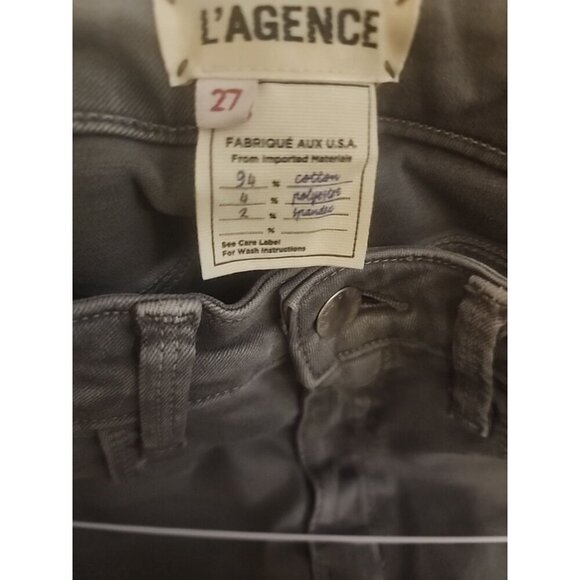 L'AGENCE
27
FABRIQUÉ AUX U.S.A.
From Imported Materials
94 % cotton
4 % polyester
2 % spandex
%
See Care Label
For Wash Instructions